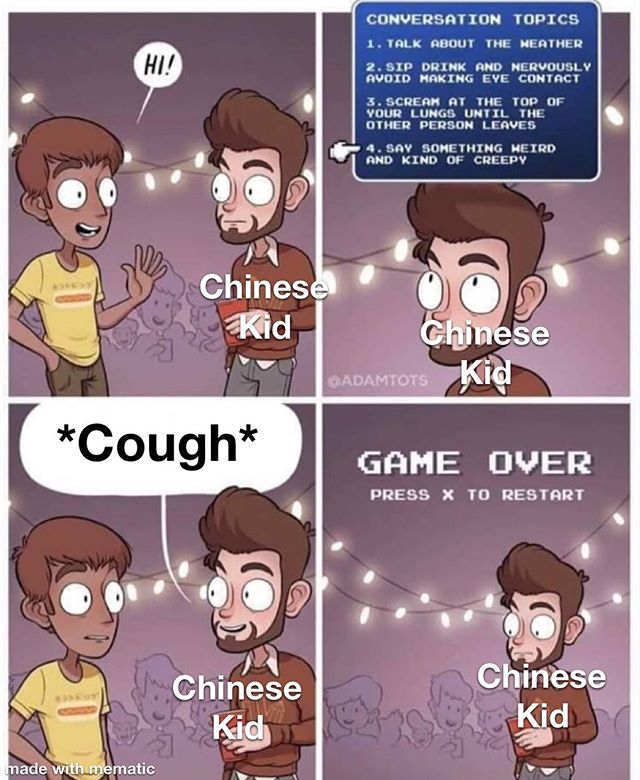 HI!
CONVERSATION TOPICS
1. TALK ABOUT THE WEATHER
2. SIP DRINK AND NERVOUSLY
AVOID MAKING EYE CONTACT
3. SCREAM AT THE TOP OF
YOUR LUNGS UNTIL THE
OTHER PERSON LEAVES
4. SAY SOMETHING WEIRD
AND KIND OF CREEPY
Chinese
Kid
Chinese
Kid
@ADAMTOTS
*Cough*
Chinese
Kid
GAME OVER
PRESS X TO RESTART
Chinese
Kid
made with mematic